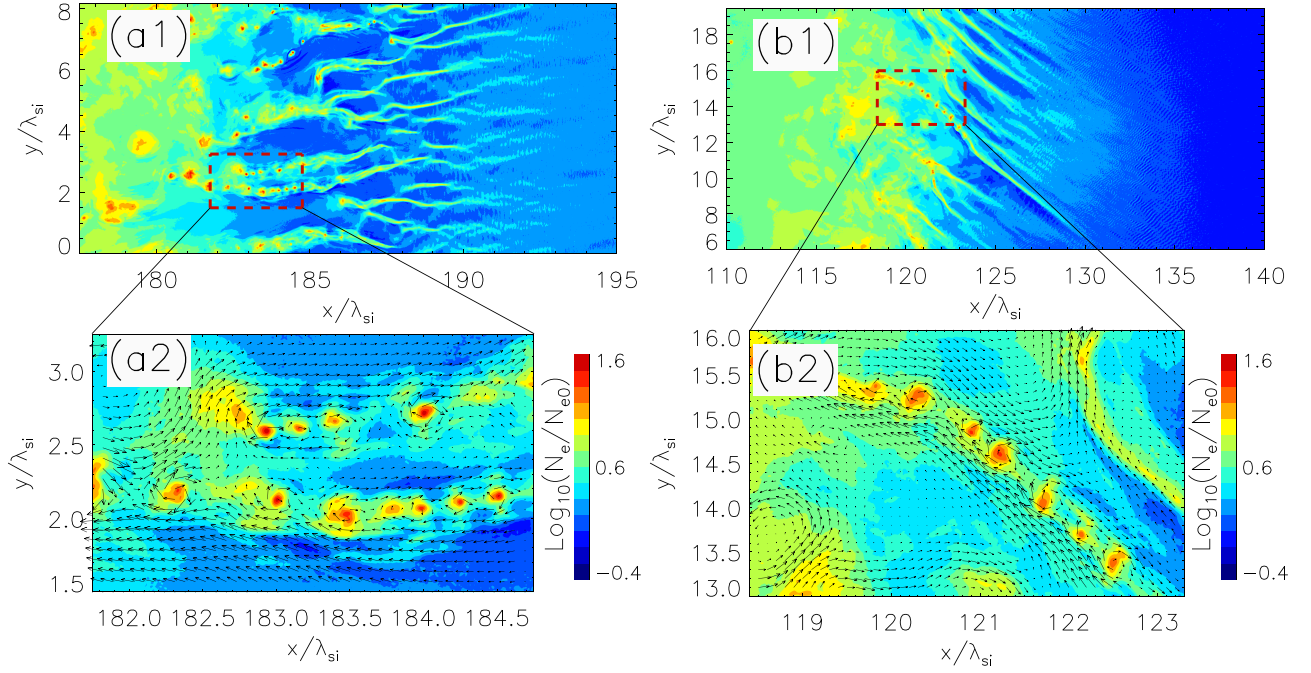 (a1)
8
6
4
2
0
y/λsi
180 185 190 195
x/λsi
(b1)
18
16
14
12
10
8
6
y/λsi
110 115 120 125 130 135 140
x/λsi
(a2)
3.0
2.5
2.0
1.5
y/λsi
182.0 182.5 183.0 183.5 184.0 184.5
x/λsi
1.6
0.6
−0.4
Log10(Ne/Ne0)
(b2)
16.0
15.5
15.0
14.5
14.0
13.5
13.0
y/λsi
119 120 121 122 123
x/λsi
1.6
0.6
−0.4
Log10(Ne/Ne0)